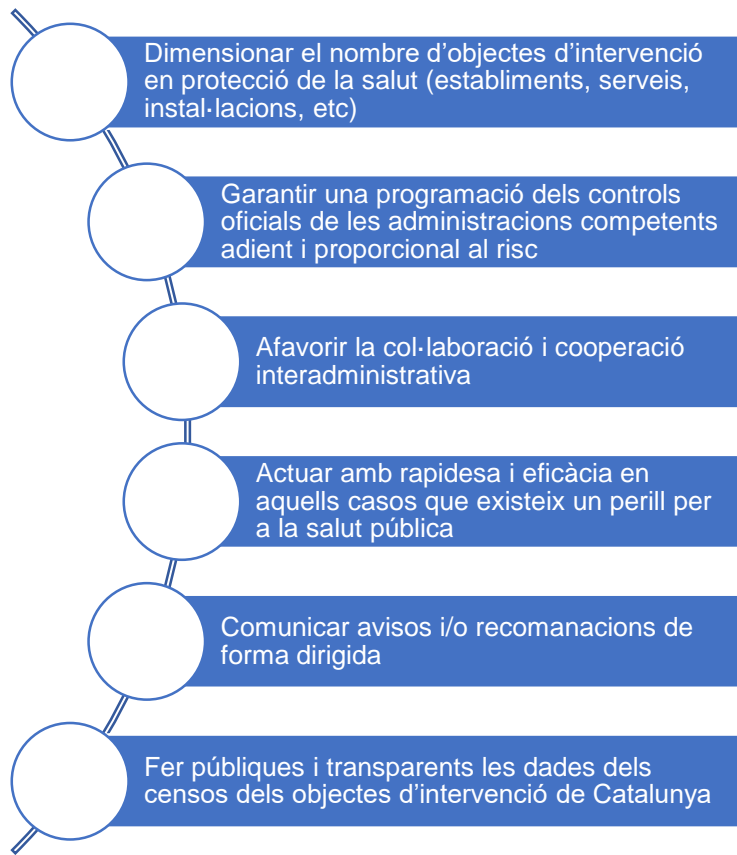 Dimensionar el nombre d’objectes d’intervenció
en protecció de la salut (establiments, serveis,
instal·lacions, etc)
Garantir una programació dels controls
oficials de les administracions competents
adient i proporcional al risc
Afavorir la col·laboració i cooperació
interadministrativa
Actuar amb rapidesa i eficàcia en
aquells casos que existeix un perill per
a la salut pública
Comunicar avisos i/o recomanacions de
forma dirigida
Fer públiques i transparents les dades dels
censos dels objectes d’intervenció de Catalunya